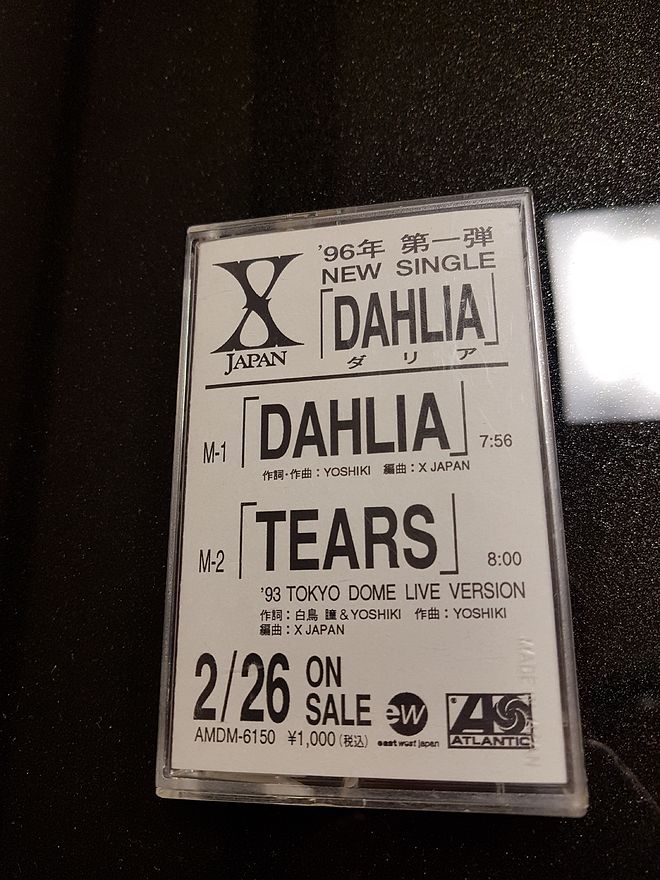 '96年 第一弾
NEW SINGLE
X
JAPAN
「DAHLIA」
ダリア
M-1 「DAHLIA」 7:56
作詞・作曲：YOSHIKI 編曲：X JAPAN
M-2 「TEARS」 8:00
'93 TOKYO DOME LIVE VERSION
作詞：白鳥 瞳＆YOSHIKI 作曲：YOSHIKI
編曲：X JAPAN
2/26 ON SALE
AMDM-6150 ¥1,000(税込)
ew
east west japan
A
ATLANTIC
MADE IN JAPAN